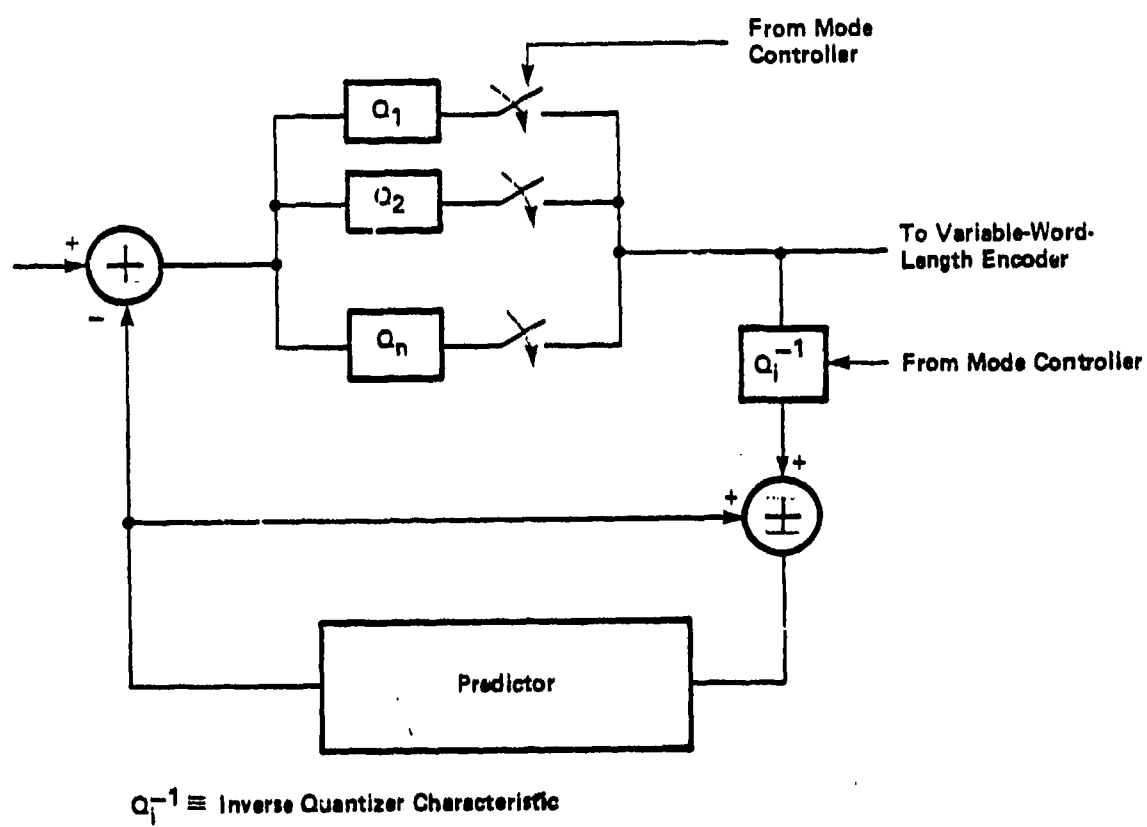 From Mode
Controller
Q1
Q2
Qn
+
+
−
To Variable-Word-
Length Encoder
Qi−1
From Mode Controller
+
+
+
Predictor
Qi−1 ≡ Inverse Quantizer Characteristic